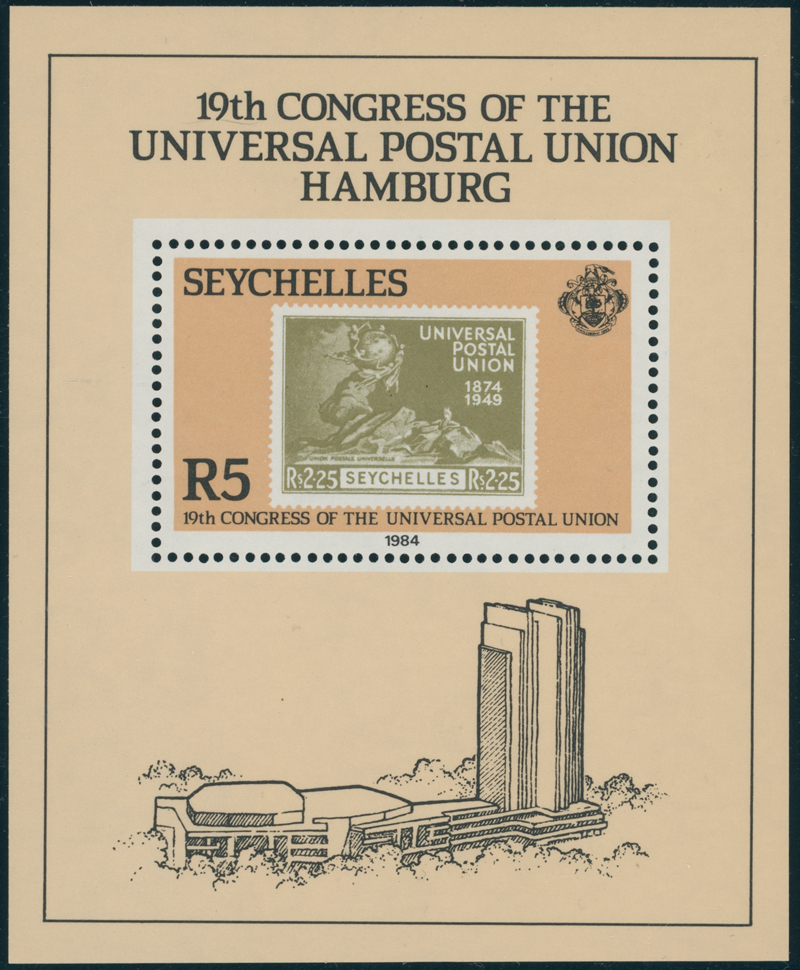 19th CONGRESS OF THE
UNIVERSAL POSTAL UNION
HAMBURG
SEYCHELLES
UNIVERSAL
POSTAL
UNION
1874
1949
UNION POSTALE UNIVERSELLE
Rs2·25 SEYCHELLES Rs2·25
R5
19th CONGRESS OF THE UNIVERSAL POSTAL UNION
1984